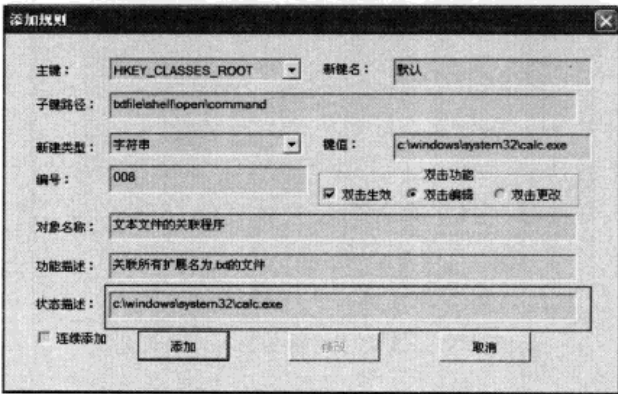 添加规则
主键： HKEY_CLASSES_ROOT 新键名： 默认
子键路径： txtfile\shell\open\command
新建类型： 字符串 键值： c:\windows\system32\calc.exe
编号： 008 双击功能
双击生效 双击编辑 双击更改
对象名称： 文本文件的关联程序
功能描述： 关联所有扩展名为.txt的文件
状态描述： c:\windows\system32\calc.exe
连续添加 添加 修改 取消